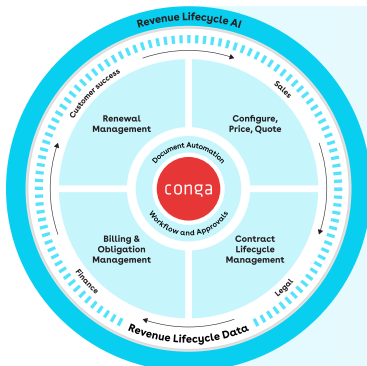 Revenue Lifecycle AI
Customer success
Sales
Renewal
Management
Configure,
Price, Quote
Document Automation
conga
Workflow and Approvals
Billing &
Obligation
Management
Contract
Lifecycle
Management
Finance
Legal
Revenue Lifecycle Data